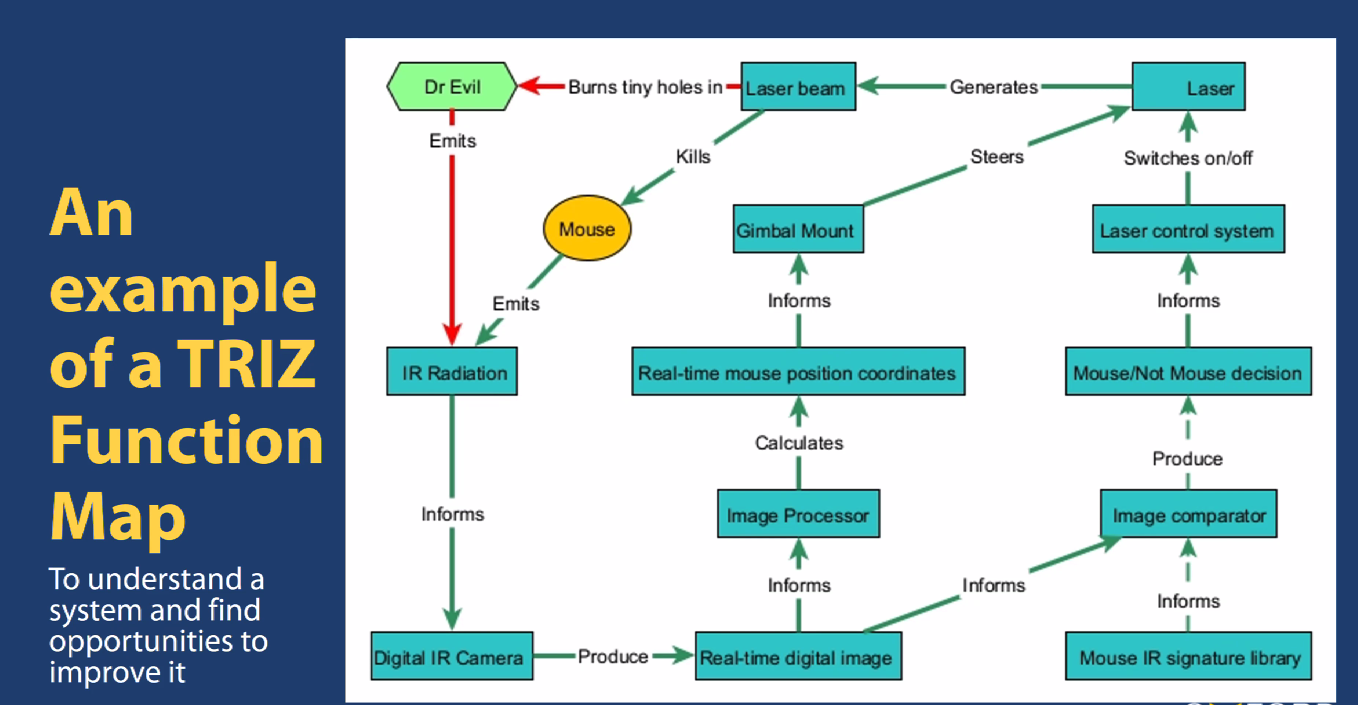 An
example
of a TRIZ
Function
Map
To understand a
system and find
opportunities to
improve it
Dr Evil
Burns tiny holes in
Laser beam
Generates
Laser
Emits
Kills
Steers
Switches on/off
Mouse
Gimbal Mount
Laser control system
Emits
Informs
Informs
IR Radiation
Real-time mouse position coordinates
Mouse/Not Mouse decision
Calculates
Produce
Informs
Image Processor
Image comparator
Informs
Informs
Informs
Digital IR Camera
Produce
Real-time digital image
Mouse IR signature library